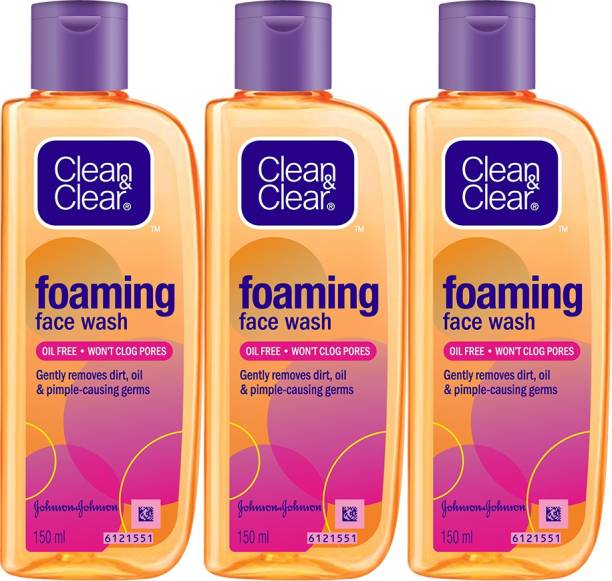 Clean & Clear®
TM
foaming
face wash
OIL FREE • WON'T CLOG PORES
Gently removes dirt, oil
& pimple-causing germs
Johnson & Johnson
150 ml 6121551
Clean & Clear®
TM
foaming
face wash
OIL FREE • WON'T CLOG PORES
Gently removes dirt, oil
& pimple-causing germs
Johnson & Johnson
150 ml 6121551
Clean & Clear®
TM
foaming
face wash
OIL FREE • WON'T CLOG PORES
Gently removes dirt, oil
& pimple-causing germs
Johnson & Johnson
150 ml 6121551